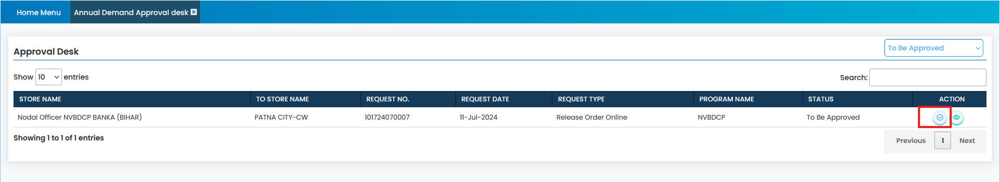 Home Menu Annual Demand Approval desk
Approval Desk To Be Approved
Show 10 entries Search:
STORE NAME TO STORE NAME REQUEST NO. REQUEST DATE REQUEST TYPE PROGRAM NAME STATUS ACTION
Nodal Officer NVBDCP BANKA (BIHAR) PATNA CITY-CW 101724070007 11-Jul-2024 Release Order Online NVBDCP To Be Approved
Showing 1 to 1 of 1 entries Previous 1 Next